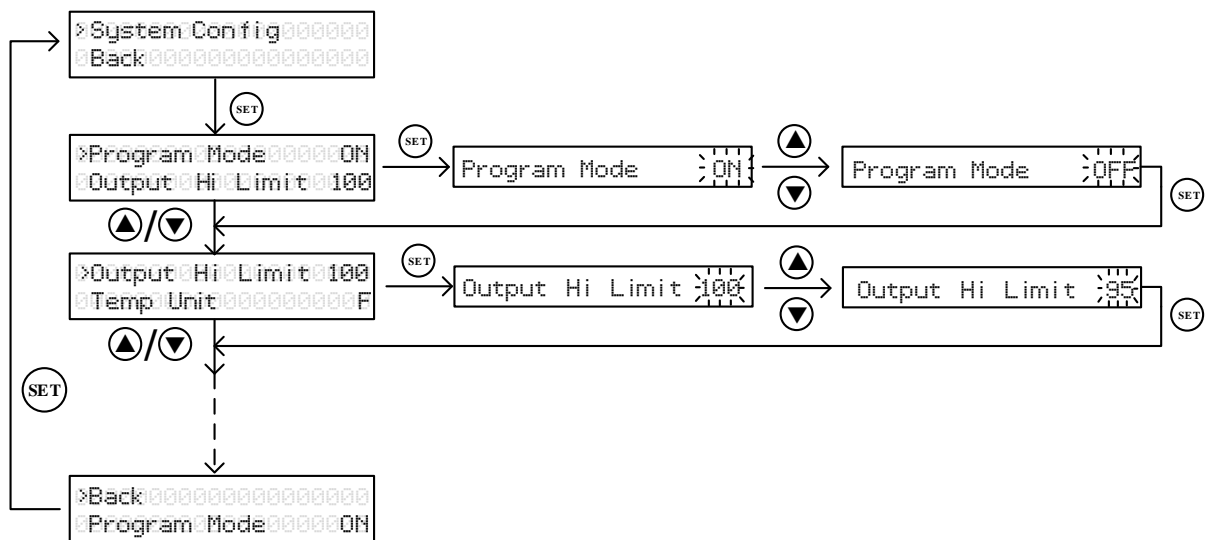 >System Config
Back
SET
>Program Mode ON
Output Hi Limit 100
SET
Program Mode ON
Program Mode OFF
SET
/
>Output Hi Limit 100
Temp Unit F
SET
Output Hi Limit 100
Output Hi Limit 95
SET
/
SET
>Back
Program Mode ON